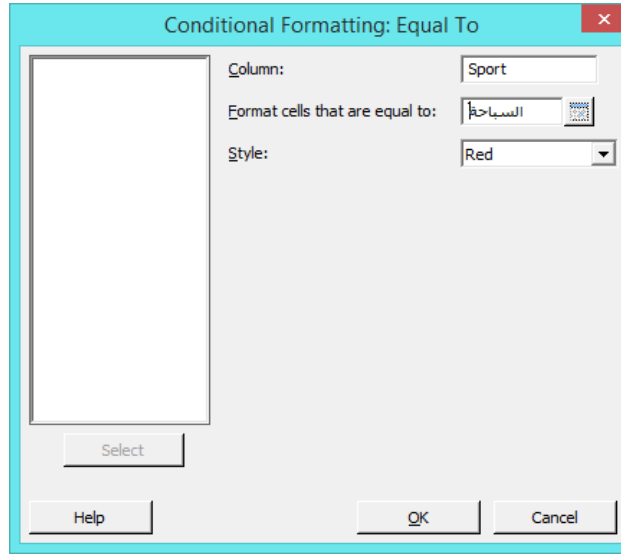 Conditional Formatting: Equal To
Column: Sport
Format cells that are equal to: السباحة
Style: Red
Select
Help OK Cancel